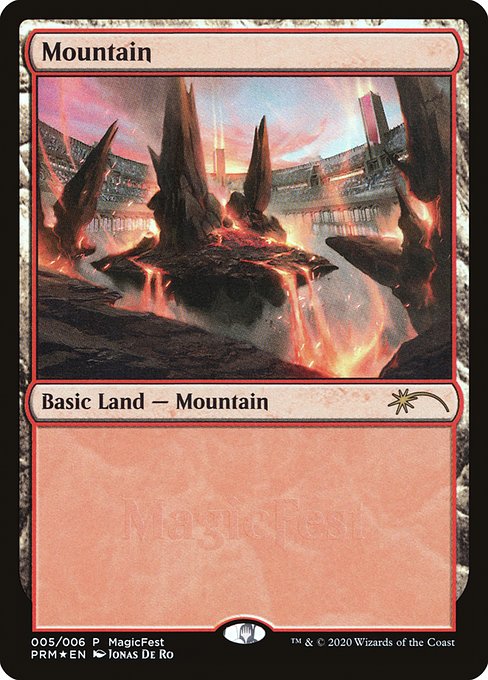 Mountain
Basic Land — Mountain
MagicFest
005/006 P MagicFest
PRM★EN Jonas De Ro
™ & © 2020 Wizards of the Coast